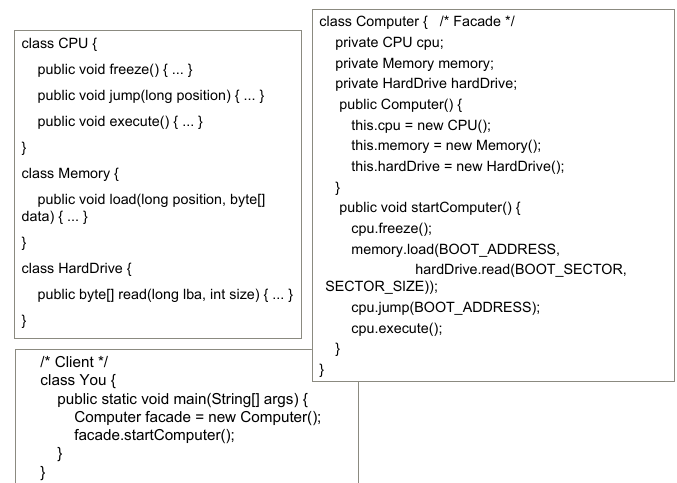 class CPU {
public void freeze() { ... }
public void jump(long position) { ... }
public void execute() { ... }
}
class Memory {
public void load(long position, byte[]
data) { ... }
}
class HardDrive {
public byte[] read(long lba, int size) { ... }
}
class Computer { /* Facade */
private CPU cpu;
private Memory memory;
private HardDrive hardDrive;
public Computer() {
this.cpu = new CPU();
this.memory = new Memory();
this.hardDrive = new HardDrive();
}
public void startComputer() {
cpu.freeze();
memory.load(BOOT_ADDRESS,
hardDrive.read(BOOT_SECTOR,
SECTOR_SIZE));
cpu.jump(BOOT_ADDRESS);
cpu.execute();
}
}
/* Client */
class You {
public static void main(String[] args) {
Computer facade = new Computer();
facade.startComputer();
}
}